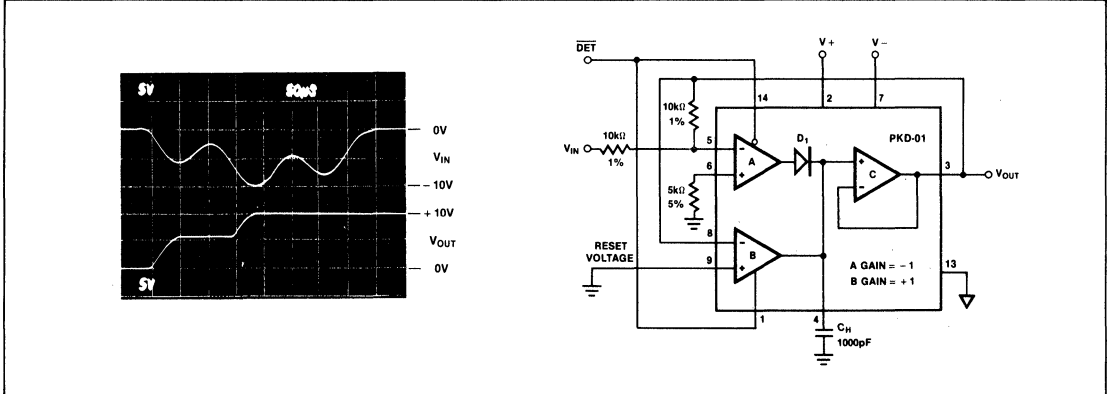 5V 50µS
0V
VIN
– 10V
+ 10V
VOUT
0V
5V
DET
V +
V –
14
2
7
10kΩ
1%
10kΩ
1%
VIN
5
6
–
+
A
D1
PKD-01
+
–
C
3
VOUT
5kΩ
5%
RESET
VOLTAGE
8
9
–
+
B
A GAIN = – 1
B GAIN = + 1
13
1
4
CH
1000pF